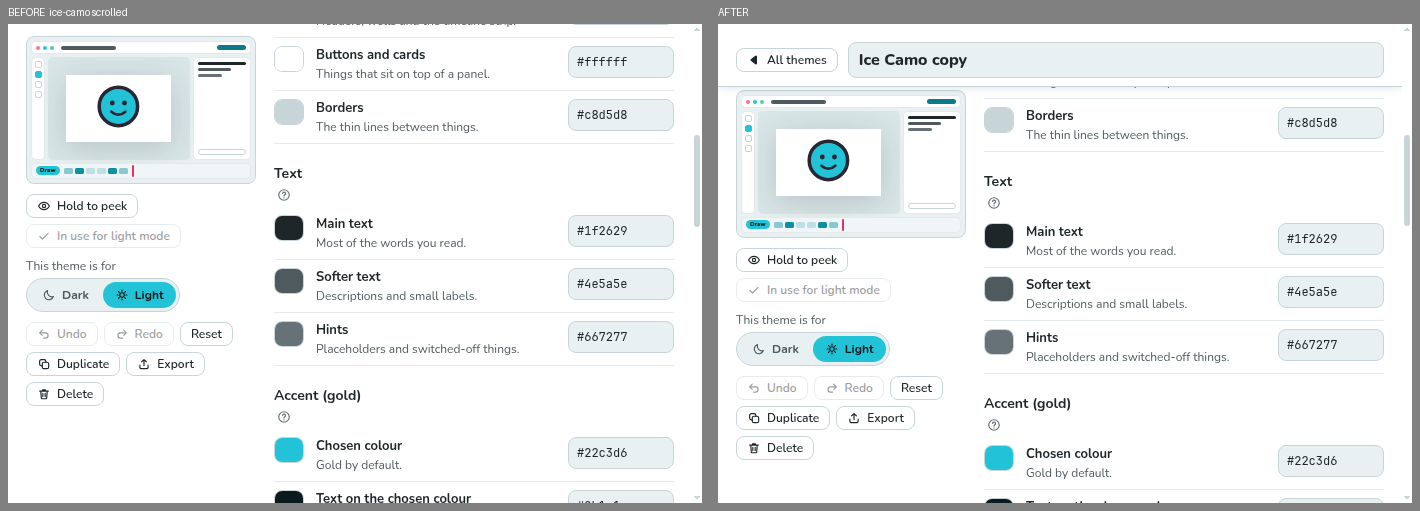 BEFORE ice-camo scrolled
Buttons and cards
Things that sit on top of a panel.
#ffffff
Borders
The thin lines between things.
#c8d5d8
Draw
Hold to peek
In use for light mode
This theme is for
Dark
Light
Undo
Redo
Reset
Duplicate
Export
Delete
Text
Main text
Most of the words you read.
#1f2629
Softer text
Descriptions and small labels.
#4e5a5e
Hints
Placeholders and switched-off things.
#667277
Accent (gold)
Chosen colour
Gold by default.
#22c3d6
Text on the chosen colour
AFTER
All themes
Ice Camo copy
Borders
The thin lines between things.
#c8d5d8
Draw
Hold to peek
In use for light mode
This theme is for
Dark
Light
Undo
Redo
Reset
Duplicate
Export
Delete
Text
Main text
Most of the words you read.
#1f2629
Softer text
Descriptions and small labels.
#4e5a5e
Hints
Placeholders and switched-off things.
#667277
Accent (gold)
Chosen colour
Gold by default.
#22c3d6